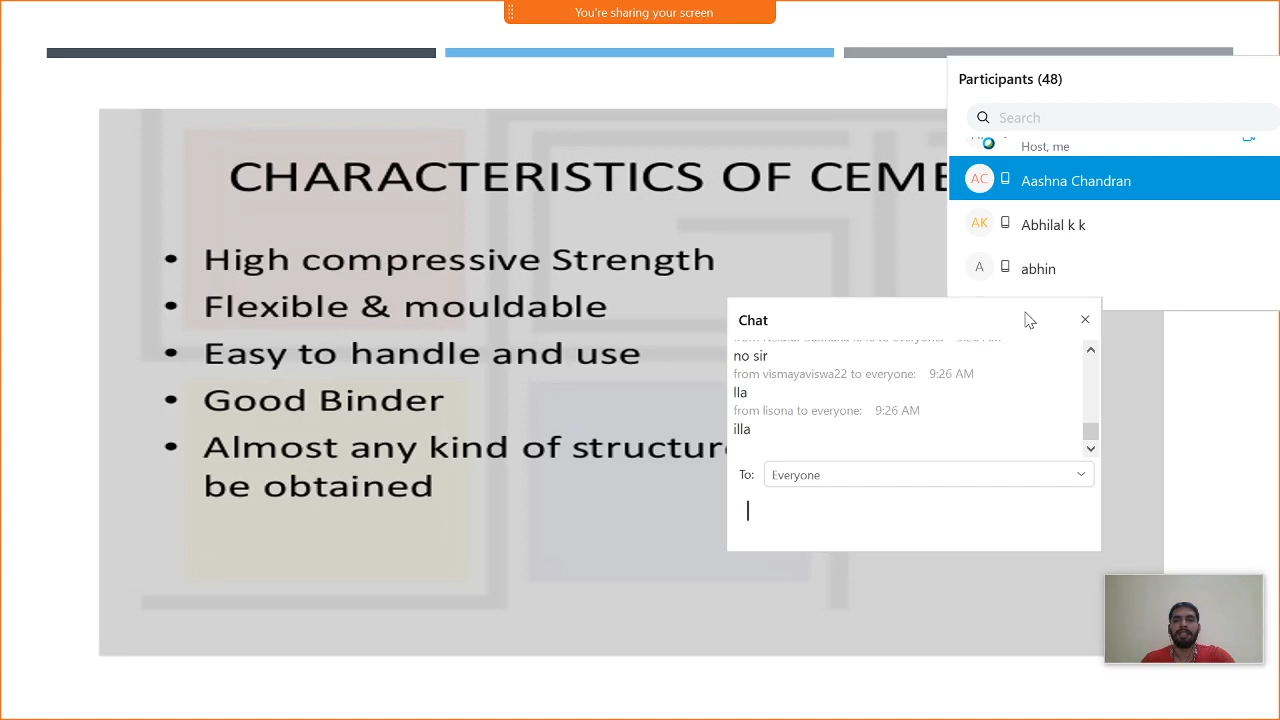 You're sharing your screen
Participants (48)
Search
Host, me
CHARACTERISTICS OF CEME
AC Aashna Chandran
AK Abhilal k k
A abhin
• High compressive Strength
• Flexible & mouldable
• Easy to handle and use
• Good Binder
• Almost any kind of structure
be obtained
Chat
no sir
from vismayaviswa22 to everyone: 9:26 AM
lla
from lisona to everyone: 9:26 AM
illa
To: Everyone